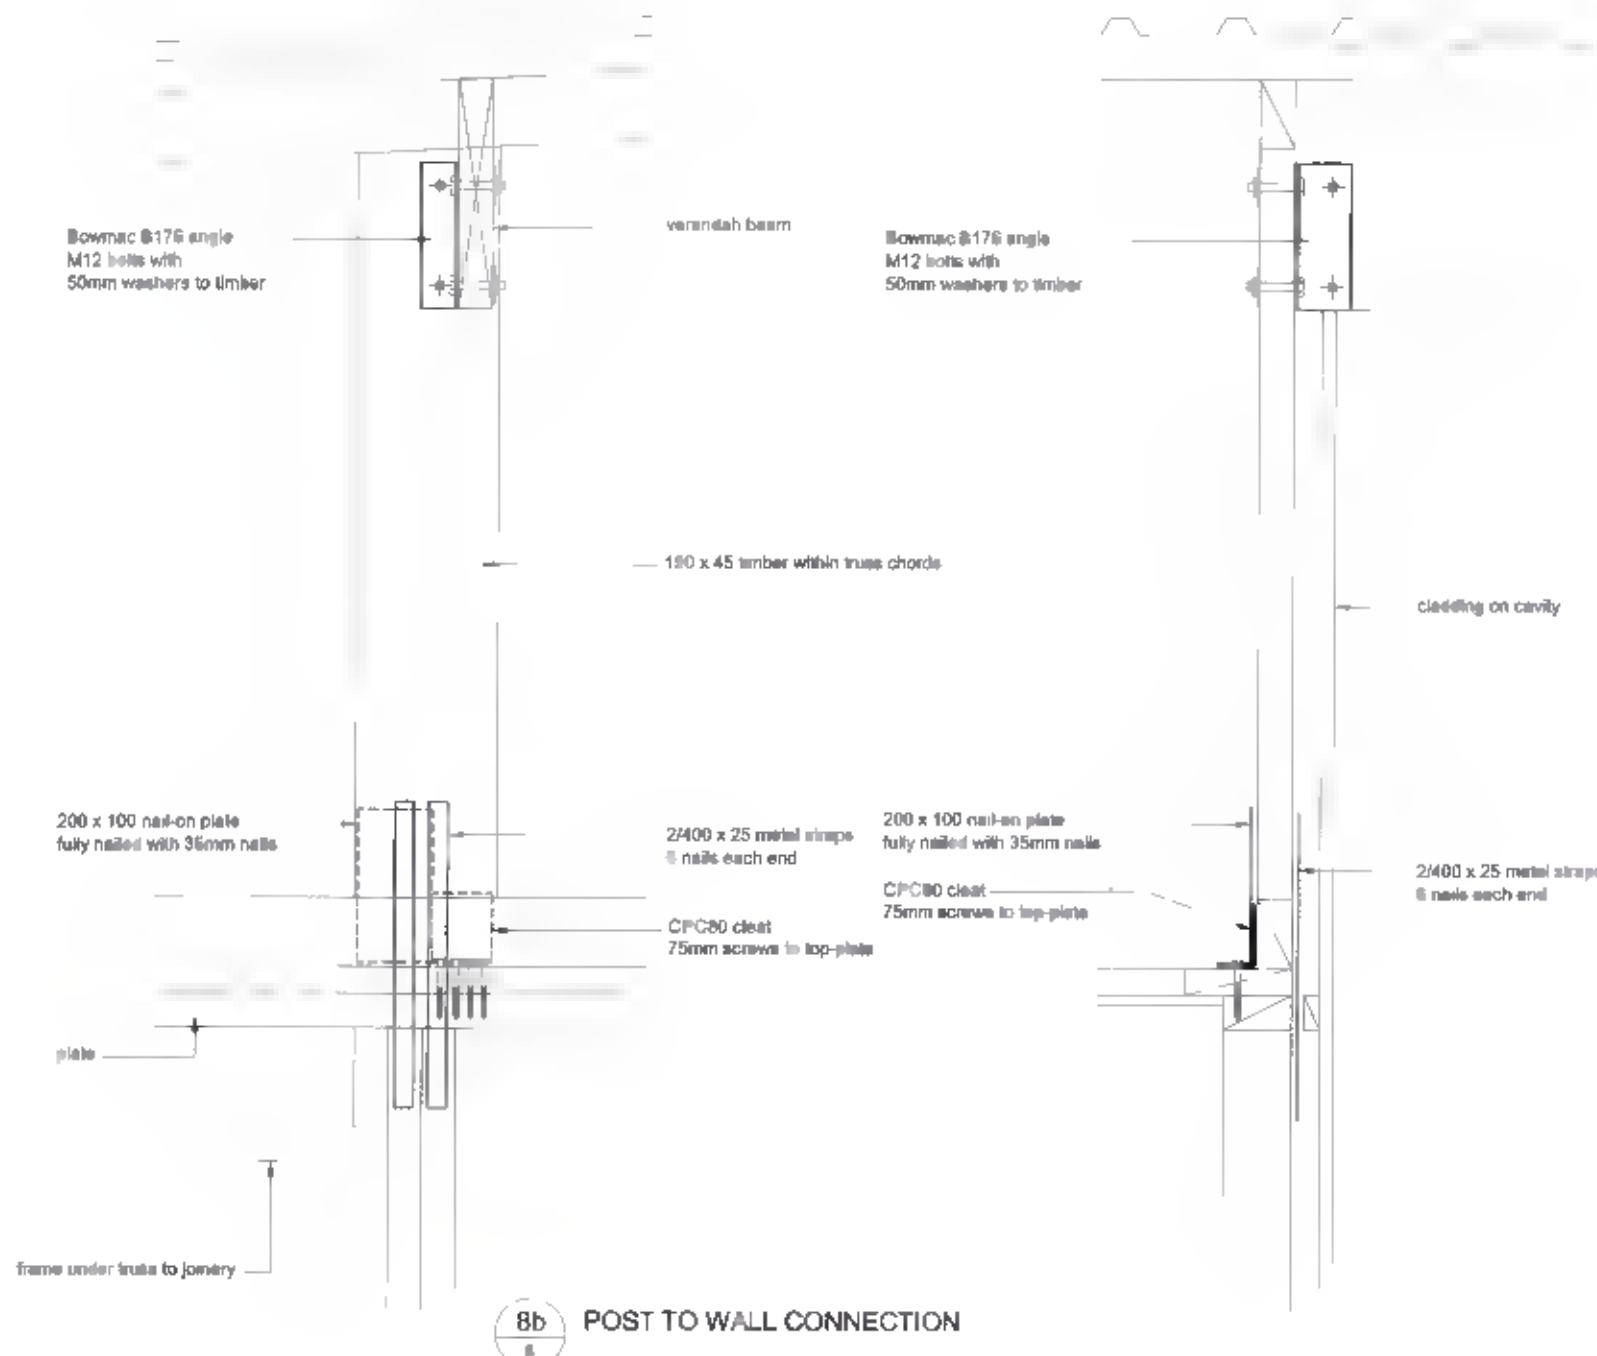 Bowmac B176 angle
M12 bolts with
50mm washers to timber
verandah beam
Bowmac B176 angle
M12 bolts with
50mm washers to timber
190 x 45 timber within truss chords
cladding on cavity
200 x 100 nail-on plate
fully nailed with 35mm nails
2/400 x 25 metal straps
6 nails each end
CPC80 cleat
75mm screws to top-plate
200 x 100 nail-on plate
fully nailed with 35mm nails
CPC80 cleat
75mm screws to top-plate
2/400 x 25 metal straps
6 nails each end
plate
frame under truss to joinery
8b
POST TO WALL CONNECTION